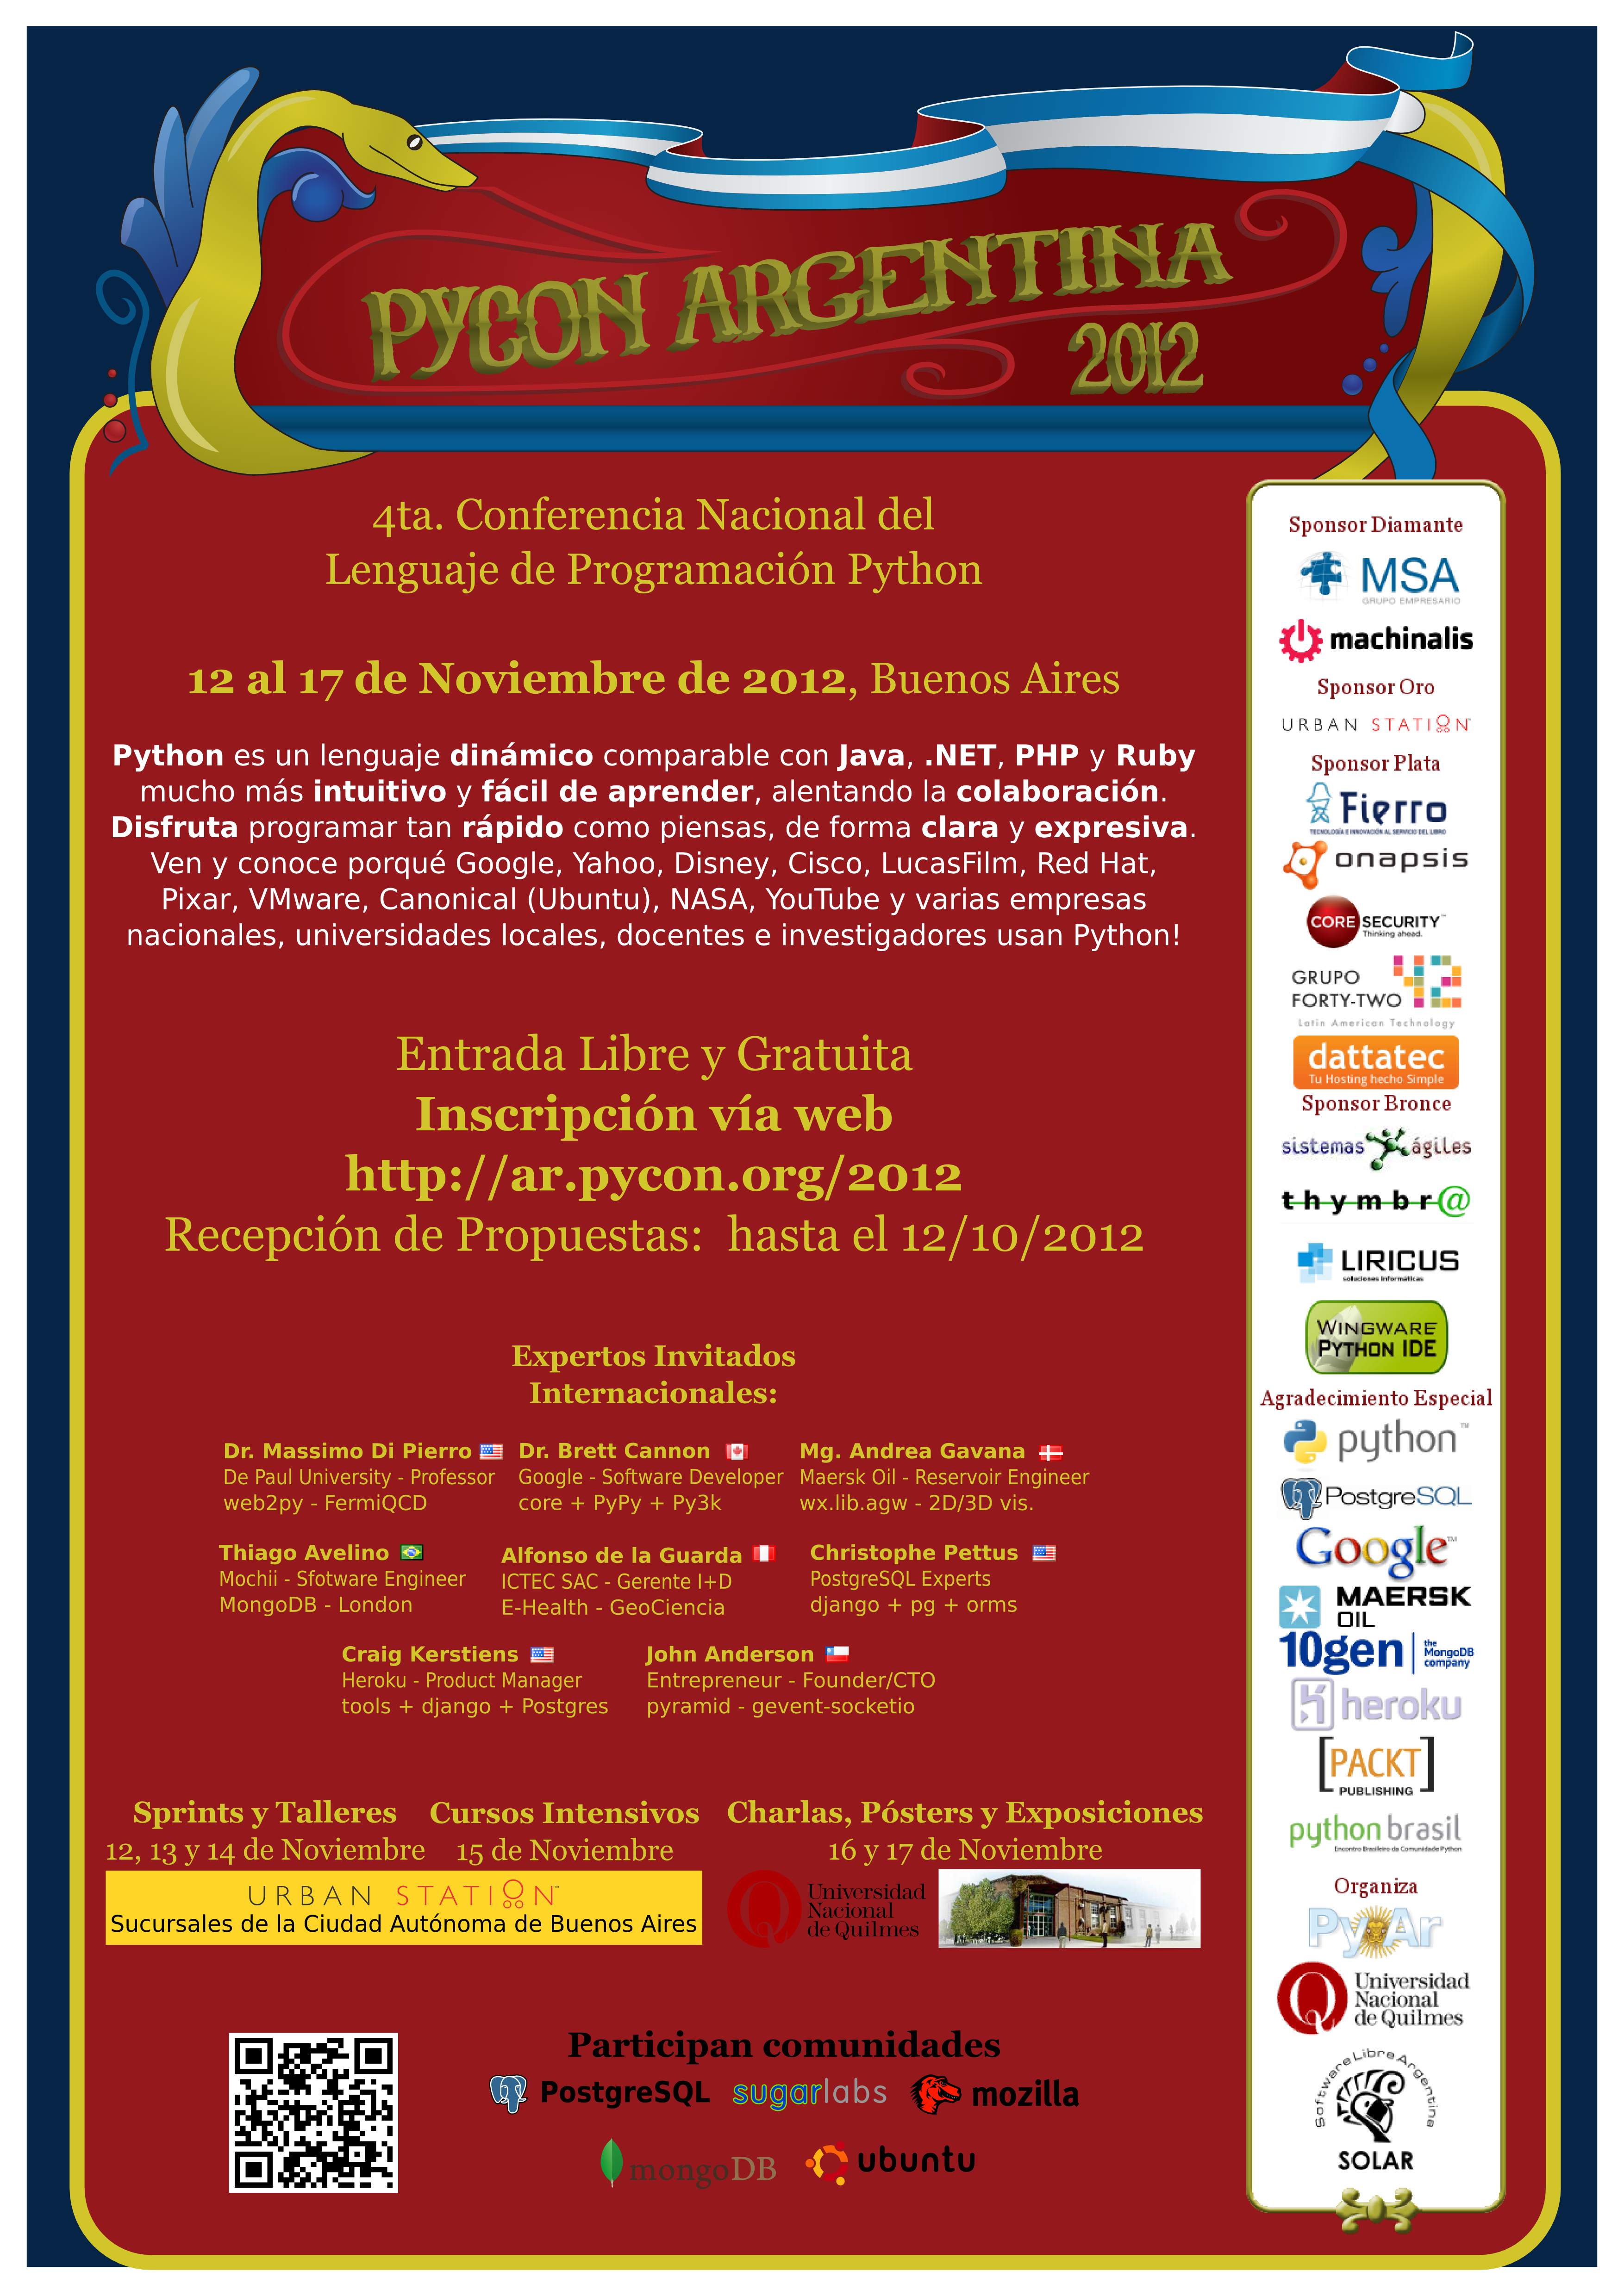 PYCON ARGENTINA
2012
4ta. Conferencia Nacional del
Lenguaje de Programación Python
12 al 17 de Noviembre de 2012, Buenos Aires
Python es un lenguaje dinámico comparable con Java, .NET, PHP y Ruby
mucho más intuitivo y fácil de aprender, alentando la colaboración.
Disfruta programar tan rápido como piensas, de forma clara y expresiva.
Ven y conoce porqué Google, Yahoo, Disney, Cisco, LucasFilm, Red Hat,
Pixar, VMware, Canonical (Ubuntu), NASA, YouTube y varias empresas
nacionales, universidades locales, docentes e investigadores usan Python!
Entrada Libre y Gratuita
Inscripción vía web
http://ar.pycon.org/2012
Recepción de Propuestas: hasta el 12/10/2012
Expertos Invitados
Internacionales:
Dr. Massimo Di Pierro
De Paul University - Professor
web2py - FermiQCD
Dr. Brett Cannon
Google - Software Developer
core + PyPy + Py3k
Mg. Andrea Gavana
Maersk Oil - Reservoir Engineer
wx.lib.agw - 2D/3D vis.
Thiago Avelino
Mochii - Sfotware Engineer
MongoDB - London
Alfonso de la Guarda
ICTEC SAC - Gerente I+D
E-Health - GeoCiencia
Christophe Pettus
PostgreSQL Experts
django + pg + orms
Craig Kerstiens
Heroku - Product Manager
tools + django + Postgres
John Anderson
Entrepreneur - Founder/CTO
pyramid - gevent-socketio
Sprints y Talleres
12, 13 y 14 de Noviembre
Cursos Intensivos
15 de Noviembre
URBAN STATION
Sucursales de la Ciudad Autónoma de Buenos Aires
Charlas, Pósters y Exposiciones
16 y 17 de Noviembre
Universidad
Nacional
de Quilmes
Participan comunidades
PostgreSQL
sugarlabs
mozilla
mongoDB
ubuntu
Sponsor Diamante
MSA
GRUPO EMPRESARIO
machinalis
Sponsor Oro
URBAN STATION
Sponsor Plata
Fierro
TECNOLOGÍA E INNOVACIÓN AL SERVICIO DEL LIBRO
onapsis
CORE SECURITY™
Thinking ahead.
GRUPO
FORTY-TWO
42
Latin American Technology
dattatec
Tu Hosting hecho Simple
Sponsor Bronce
sistemas ágiles
thymbr@
LIRICUS
soluciones informáticas
WINGWARE
PYTHON IDE
Agradecimiento Especial
python™
PostgreSQL
Google™
MAERSK
OIL
10gen
the
MongoDB
company
heroku
[PACKT]
PUBLISHING
python brasil
Encontro Brasileiro da Comunidade Python
Organiza
PyAr
Universidad
Nacional
de Quilmes
Software Libre Argentina
SOLAR